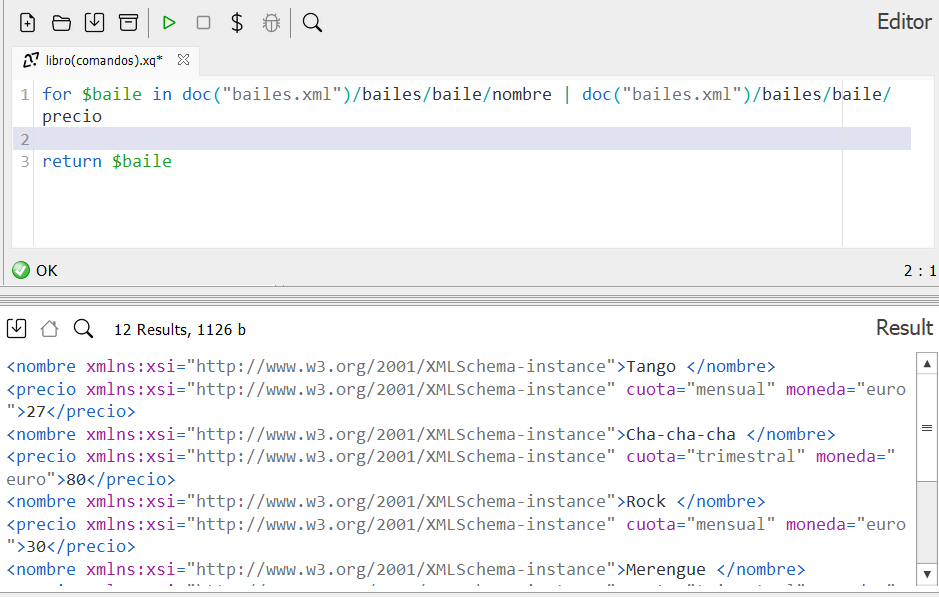 Editor
libro(comandos).xq*
1 for $baile in doc("bailes.xml")/bailes/baile/nombre | doc("bailes.xml")/bailes/baile/
precio
2
3 return $baile
OK
2 : 1
12 Results, 1126 b
Result
<nombre xmlns:xsi="http://www.w3.org/2001/XMLSchema-instance">Tango </nombre>
<precio xmlns:xsi="http://www.w3.org/2001/XMLSchema-instance" cuota="mensual" moneda="euro
">27</precio>
<nombre xmlns:xsi="http://www.w3.org/2001/XMLSchema-instance">Cha-cha-cha </nombre>
<precio xmlns:xsi="http://www.w3.org/2001/XMLSchema-instance" cuota="trimestral" moneda="
euro">80</precio>
<nombre xmlns:xsi="http://www.w3.org/2001/XMLSchema-instance">Rock </nombre>
<precio xmlns:xsi="http://www.w3.org/2001/XMLSchema-instance" cuota="mensual" moneda="euro
">30</precio>
<nombre xmlns:xsi="http://www.w3.org/2001/XMLSchema-instance">Merengue </nombre>